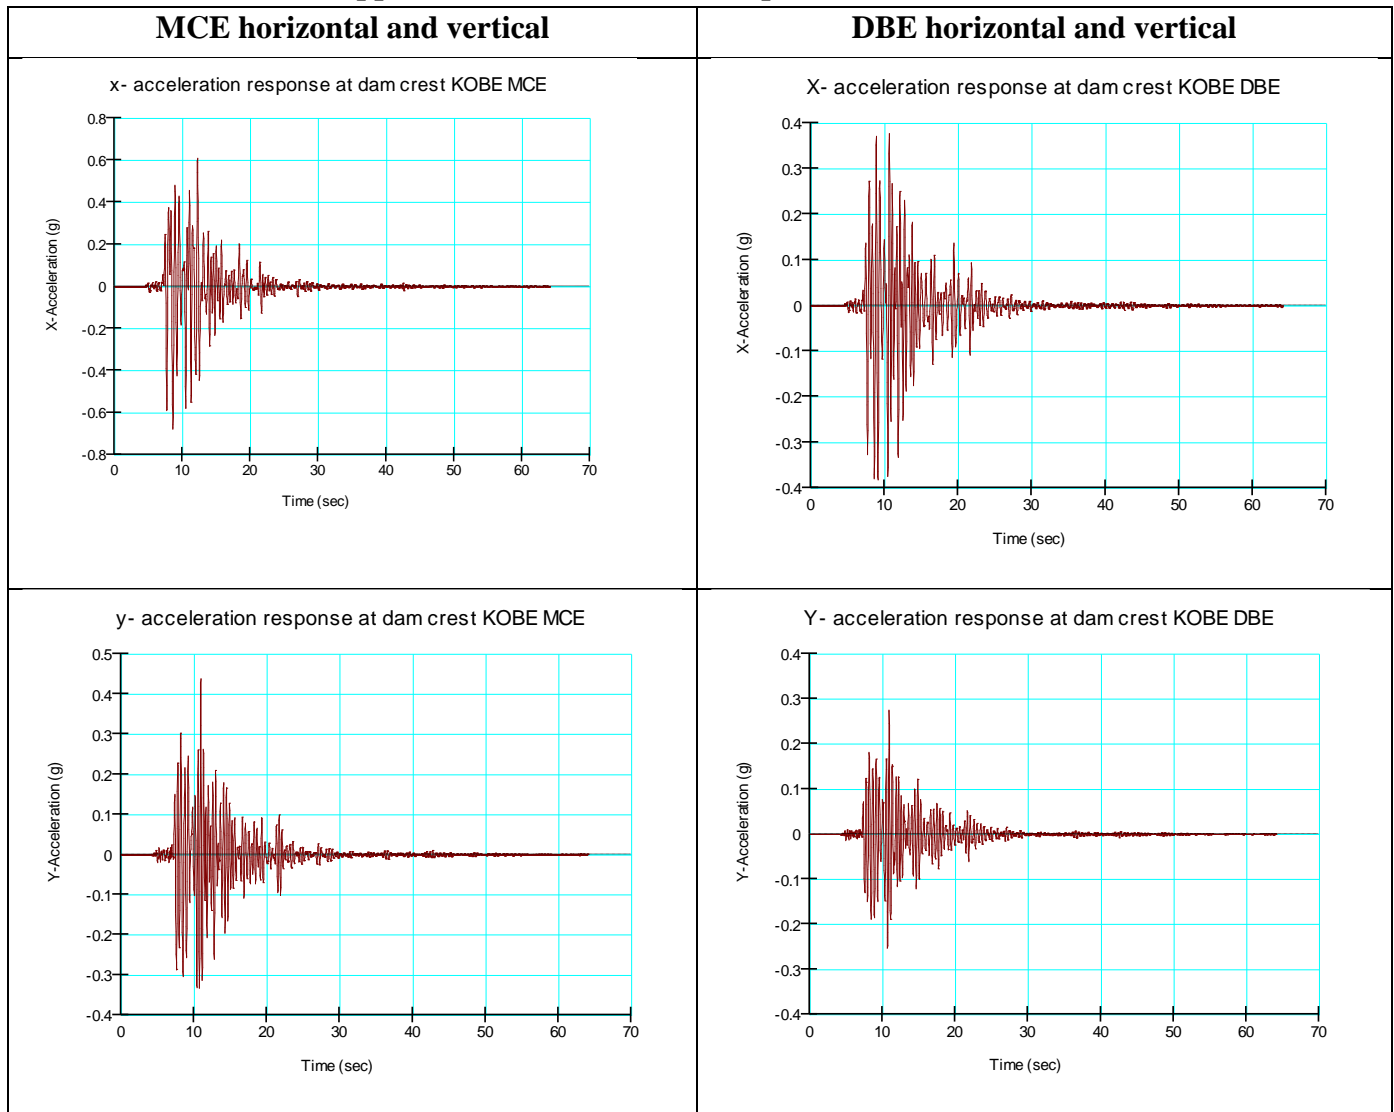 MCE horizontal and vertical
DBE horizontal and vertical
x- acceleration response at dam crest KOBE MCE
0.8
0.6
0.4
0.2
0
-0.2
-0.4
-0.6
-0.8
X-Acceleration (g)
0 10 20 30 40 50 60 70
Time (sec)
X- acceleration response at dam crest KOBE DBE
0.4
0.3
0.2
0.1
0
-0.1
-0.2
-0.3
-0.4
X-Acceleration (g)
0 10 20 30 40 50 60 70
Time (sec)
y- acceleration response at dam crest KOBE MCE
0.5
0.4
0.3
0.2
0.1
0
-0.1
-0.2
-0.3
-0.4
Y-Acceleration (g)
0 10 20 30 40 50 60 70
Time (sec)
Y- acceleration response at dam crest KOBE DBE
0.4
0.3
0.2
0.1
0
-0.1
-0.2
-0.3
-0.4
Y-Acceleration (g)
0 10 20 30 40 50 60 70
Time (sec)